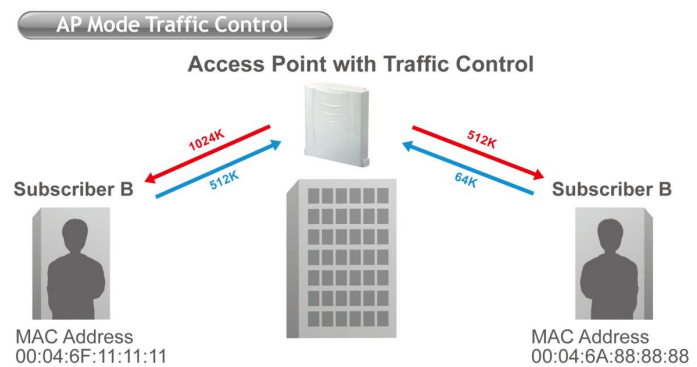 AP Mode Traffic Control
Access Point with Traffic Control
1024K
512K
512K
64K
Subscriber B
Subscriber B
MAC Address
00:04:6F:11:11:11
MAC Address
00:04:6A:88:88:88